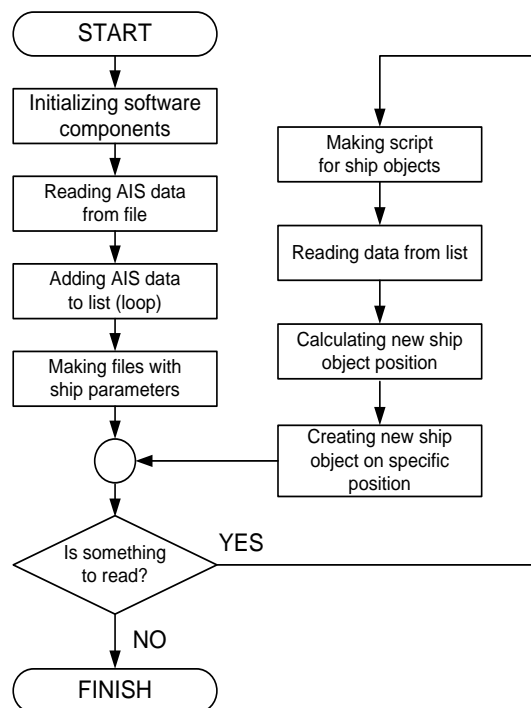 START
Initializing software
components
Reading AIS data
from file
Adding AIS data
to list (loop)
Making files with
ship parameters
Is something
to read?
YES
NO
FINISH
Making script
for ship objects
Reading data from list
Calculating new ship
object position
Creating new ship
object on specific
position